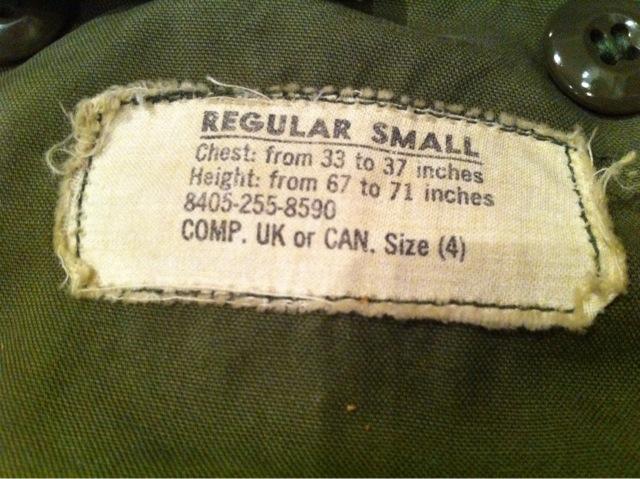 REGULAR SMALL
Chest: from 33 to 37 inches
Height: from 67 to 71 inches
8405-255-8590
COMP. UK or CAN. Size (4)